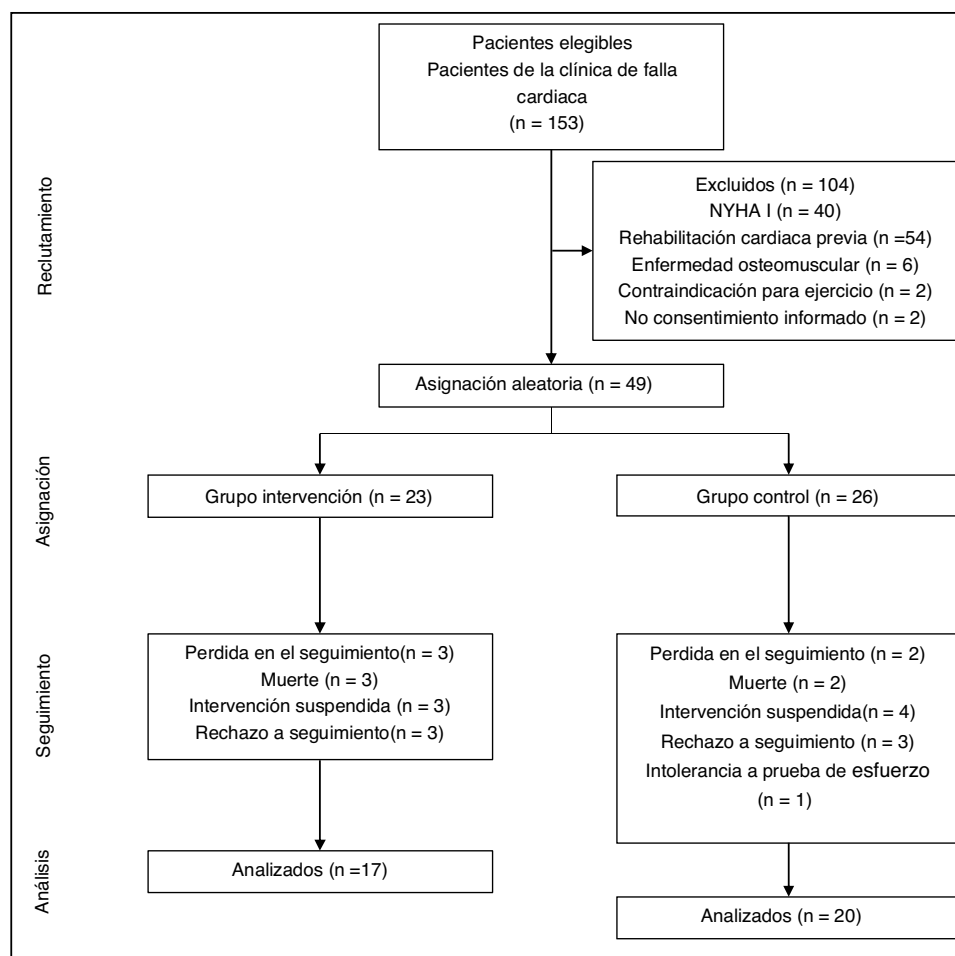 Pacientes elegibles
Pacientes de la clínica de falla
cardiaca
(n = 153)
Reclutamiento
Excluidos (n = 104)
NYHA I (n = 40)
Rehabilitación cardiaca previa (n =54)
Enfermedad osteomuscular (n = 6)
Contraindicación para ejercicio (n = 2)
No consentimiento informado (n = 2)
Asignación aleatoria (n = 49)
Asignación
Grupo intervención (n = 23)
Grupo control (n = 26)
Seguimiento
Perdida en el seguimiento(n = 3)
Muerte (n = 3)
Intervención suspendida (n = 3)
Rechazo a seguimiento(n = 3)
Perdida en el seguimiento (n = 2)
Muerte (n = 2)
Intervención suspendida(n = 4)
Rechazo a seguimiento (n = 3)
Intolerancia a prueba de esfuerzo
(n = 1)
Análisis
Analizados (n =17)
Analizados (n = 20)